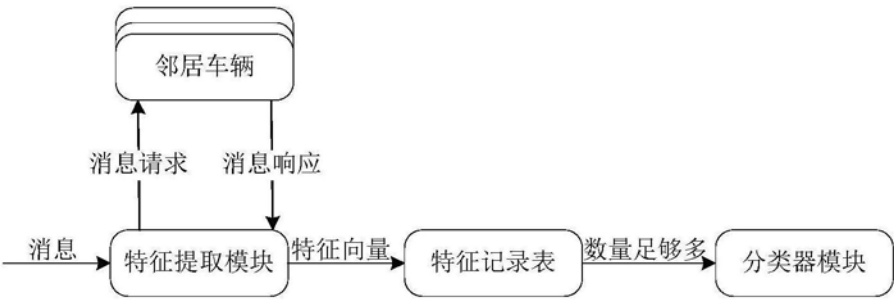 邻居车辆
消息请求
消息响应
消息
特征提取模块
特征向量
特征记录表
数量足够多
分类器模块